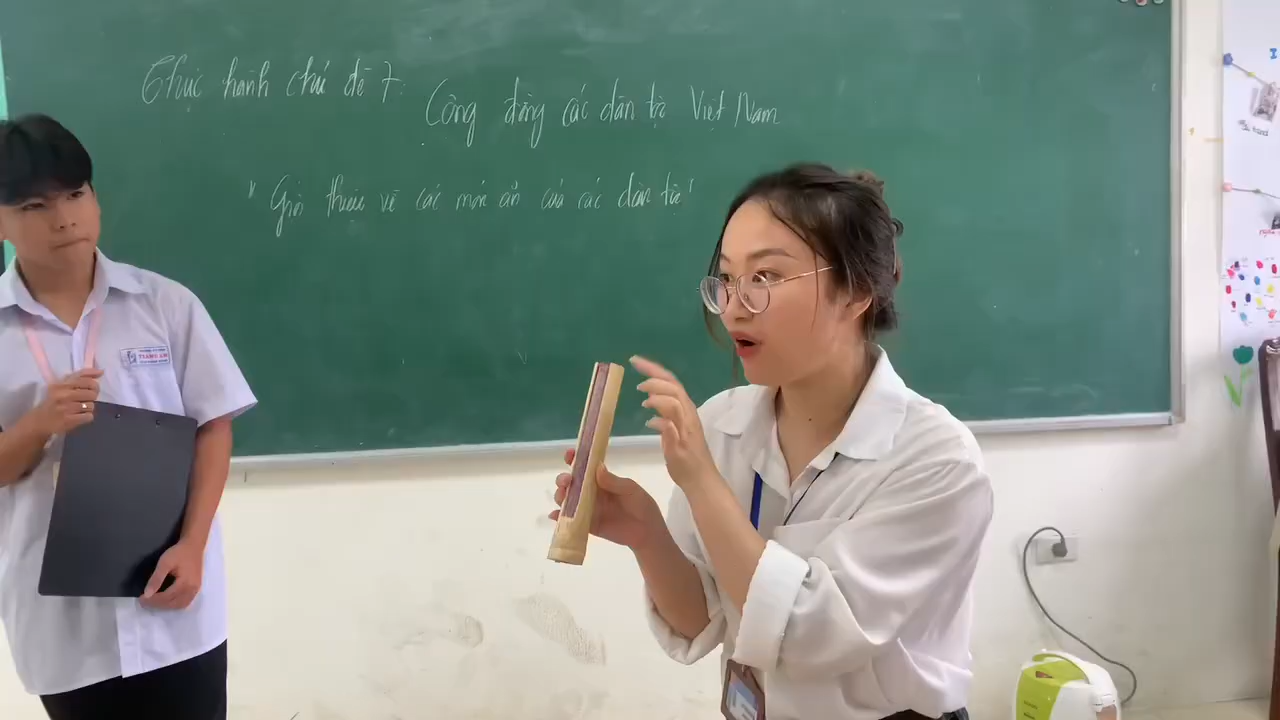 Thực hành chủ đề 7:
Cộng đồng các dân tộc Việt Nam
"Giới thiệu về các món ăn của các dân tộc"